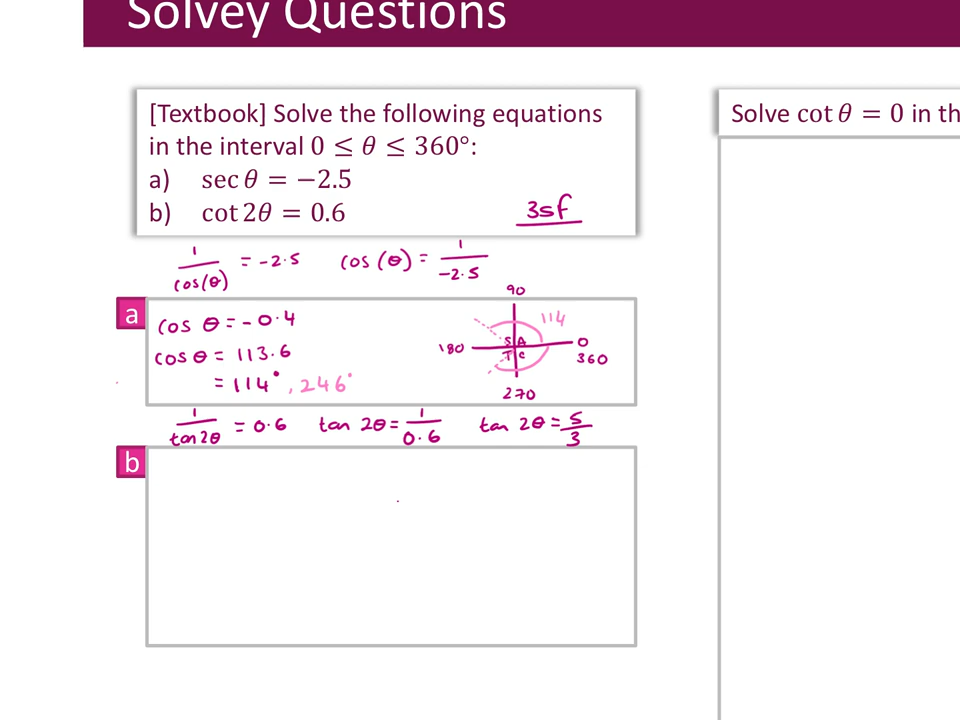 Solvey Questions
[Textbook] Solve the following equations
in the interval 0 ≤ θ ≤ 360°:
a) sec θ = −2.5
b) cot 2θ = 0.6
3sf
Solve cot θ = 0 in th
1/cos(θ) = -2.5 cos(θ) = 1/-2.5
a
cos θ = -0.4
cos θ = 113.6
= 114°, 246°
90
114
S A
180
0
T C
360
270
1/tan2θ = 0.6 tan 2θ = 1/0.6 tan 2θ = 5/3
b